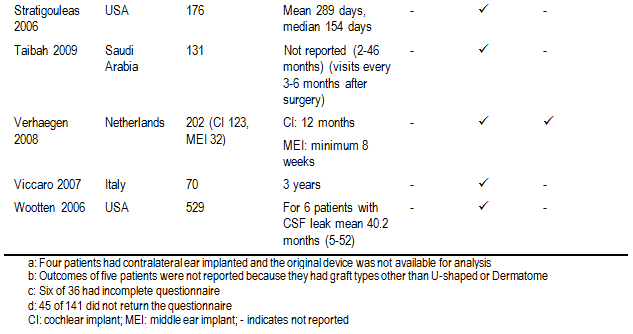 Stratigouleas USA 176 Mean 289 days, - ✓ -
2006 median 154 days
Taibah 2009 Saudi 131 Not reported (2-46 - ✓ -
Arabia months) (visits every
3-6 months after
surgery)
Verhaegen Netherlands 202 (CI 123, CI: 12 months - ✓ ✓
2008 MEI 32)
MEI: minimum 8
weeks
Viccaro 2007 Italy 70 3 years - ✓ -
Wootten 2006 USA 529 For 6 patients with - ✓ -
CSF leak mean 40.2
months (5-52)
a: Four patients had contralateral ear implanted and the original device was not available for analysis
b: Outcomes of five patients were not reported because they had graft types other than U-shaped or Dermatome
c: Six of 36 had incomplete questionnaire
d: 45 of 141 did not return the questionnaire
CI: cochlear implant; MEI: middle ear implant; - indicates not reported